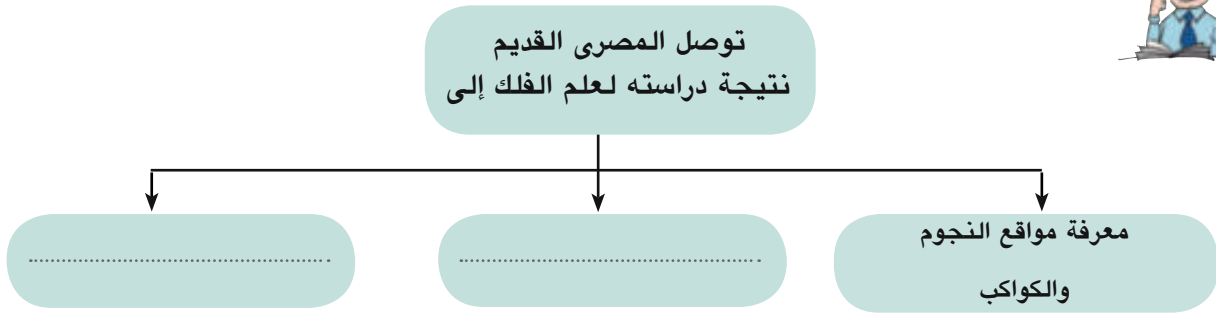 توصل المصرى القديم
نتيجة دراسته لعلم الفلك إلى
معرفة مواقع النجوم
والكواكب
......................................................
......................................................